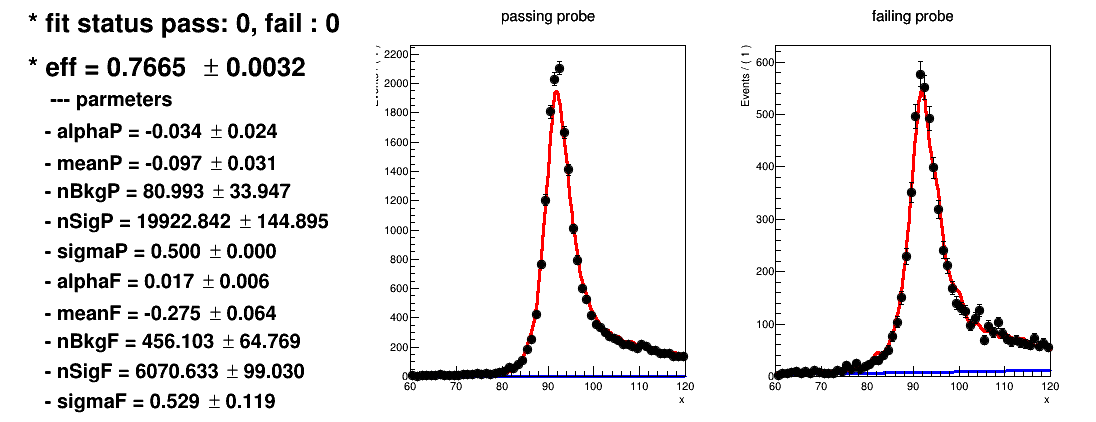 * fit status pass: 0, fail : 0
* eff = 0.7665 ± 0.0032
--- parmeters
- alphaP = -0.034 ± 0.024
- meanP = -0.097 ± 0.031
- nBkgP = 80.993 ± 33.947
- nSigP = 19922.842 ± 144.895
- sigmaP = 0.500 ± 0.000
- alphaF = 0.017 ± 0.006
- meanF = -0.275 ± 0.064
- nBkgF = 456.103 ± 64.769
- nSigF = 6070.633 ± 99.030
- sigmaF = 0.529 ± 0.119
passing probe
2200
2000
1800
1600
1400
1200
1000
800
600
400
200
0
60 70 80 90 100 110 120
x
failing probe
Events / ( 1 )
600
500
400
300
200
100
0
60 70 80 90 100 110 120
x